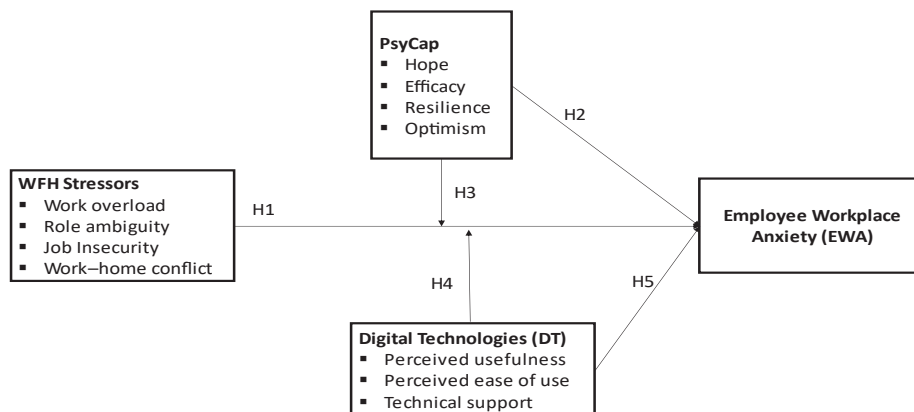 PsyCap
▪ Hope
▪ Efficacy
▪ Resilience
▪ Optimism
H2
H3
WFH Stressors
▪ Work overload
▪ Role ambiguity
▪ Job Insecurity
▪ Work–home conflict
H1
Employee Workplace
Anxiety (EWA)
H4
H5
Digital Technologies (DT)
▪ Perceived usefulness
▪ Perceived ease of use
▪ Technical support